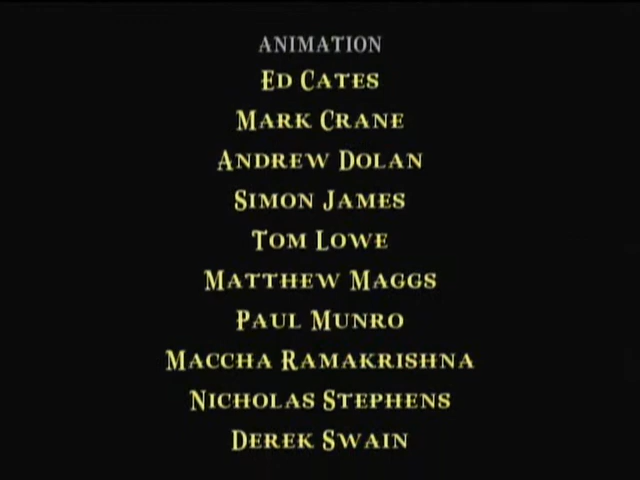 ANIMATION
ED CATES
MARK CRANE
ANDREW DOLAN
SIMON JAMES
TOM LOWE
MATTHEW MAGGS
PAUL MUNRO
MACCHA RAMAKRISHNA
NICHOLAS STEPHENS
DEREK SWAIN